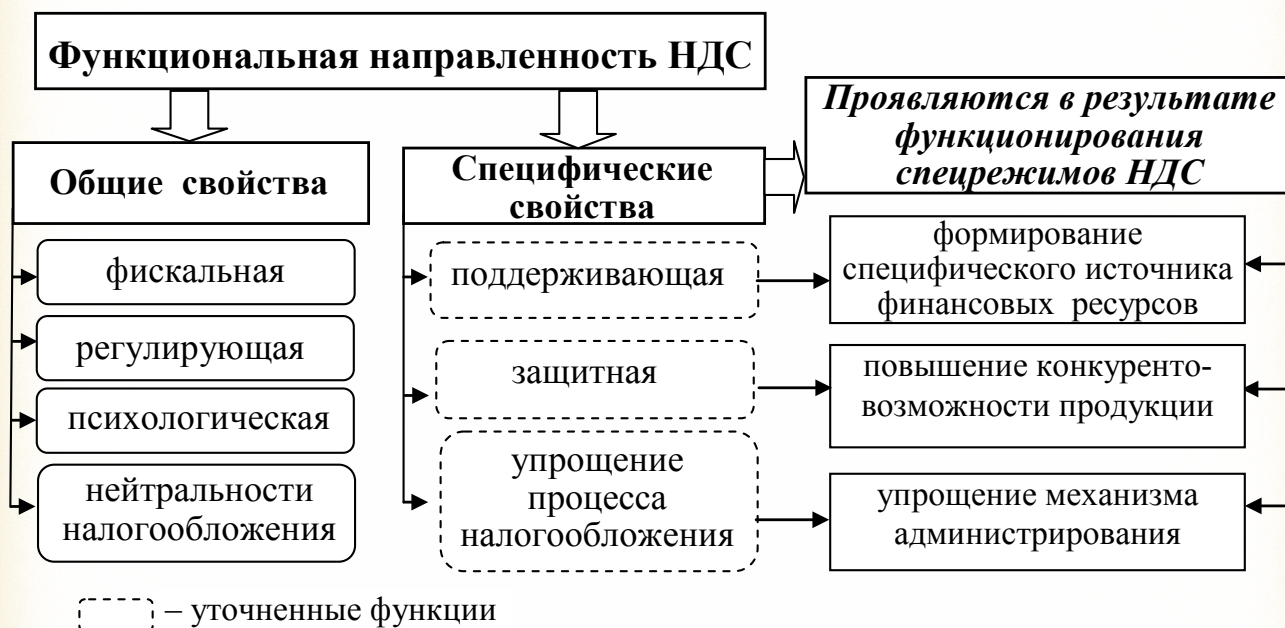 Функциональная направленность НДС
Проявляются в результате
функционирования
спецрежимов НДС
Общие свойства
Специфические
свойства
фискальная
регулирующая
психологическая
нейтральности
налогообложения
поддерживающая
защитная
упрощение
процесса
налогообложения
формирование
специфического источника
финансовых ресурсов
повышение конкуренто-
возможности продукции
упрощение механизма
администрирования
– уточненные функции